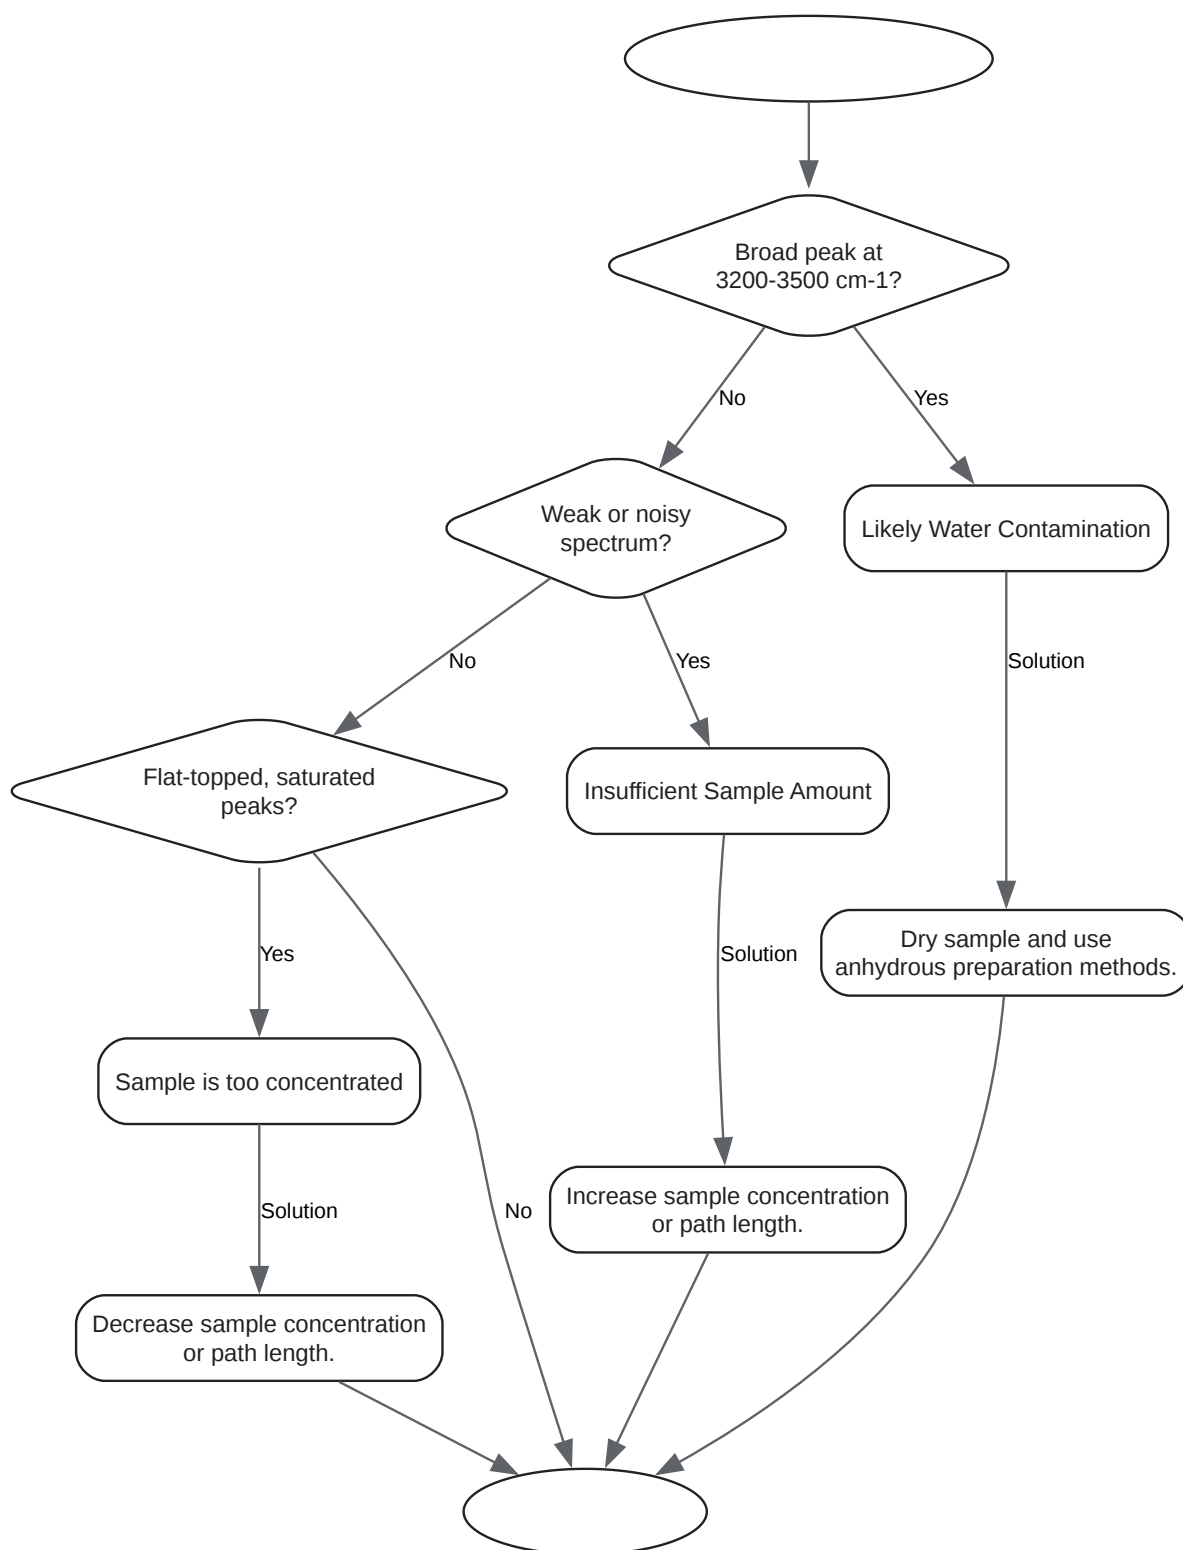 Broad peak at
3200-3500 cm-1?
No
Yes
Weak or noisy
spectrum?
Likely Water Contamination
No
Yes
Solution
Flat-topped, saturated
peaks?
Insufficient Sample Amount
Yes
Solution
Dry sample and use
anhydrous preparation methods.
Sample is too concentrated
Solution
No
Increase sample concentration
or path length.
Decrease sample concentration
or path length.